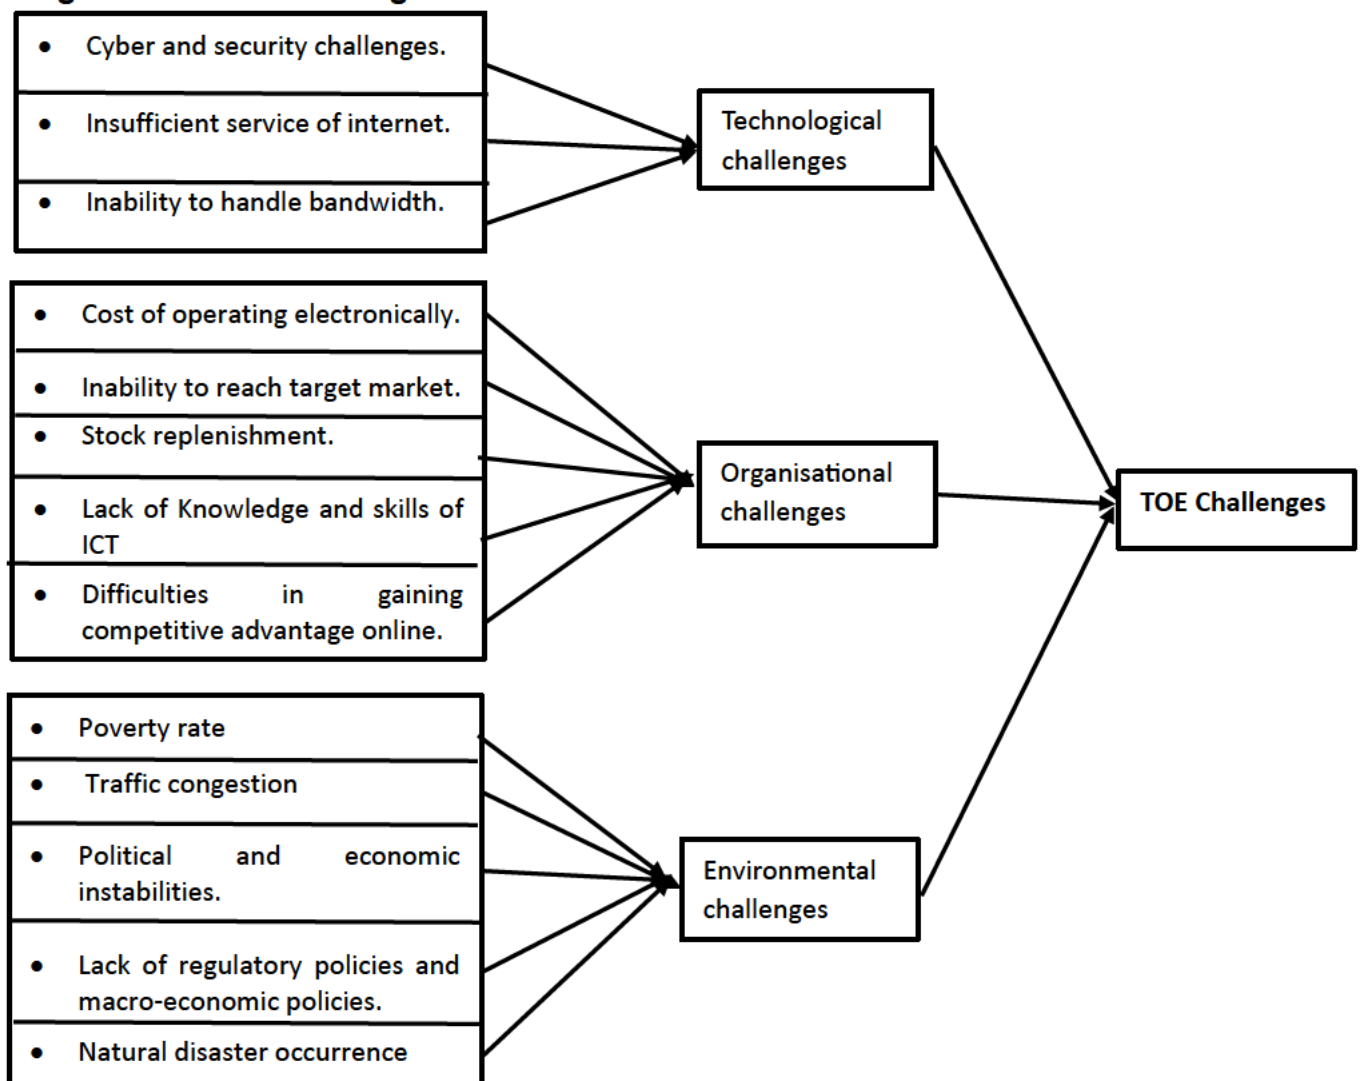 • Cyber and security challenges.
• Insufficient service of internet.
• Inability to handle bandwidth.
Technological
challenges
• Cost of operating electronically.
• Inability to reach target market.
• Stock replenishment.
• Lack of Knowledge and skills of
ICT
• Difficulties in gaining
competitive advantage online.
Organisational
challenges
TOE Challenges
• Poverty rate
• Traffic congestion
• Political and economic
instabilities.
• Lack of regulatory policies and
macro-economic policies.
• Natural disaster occurrence
Environmental
challenges